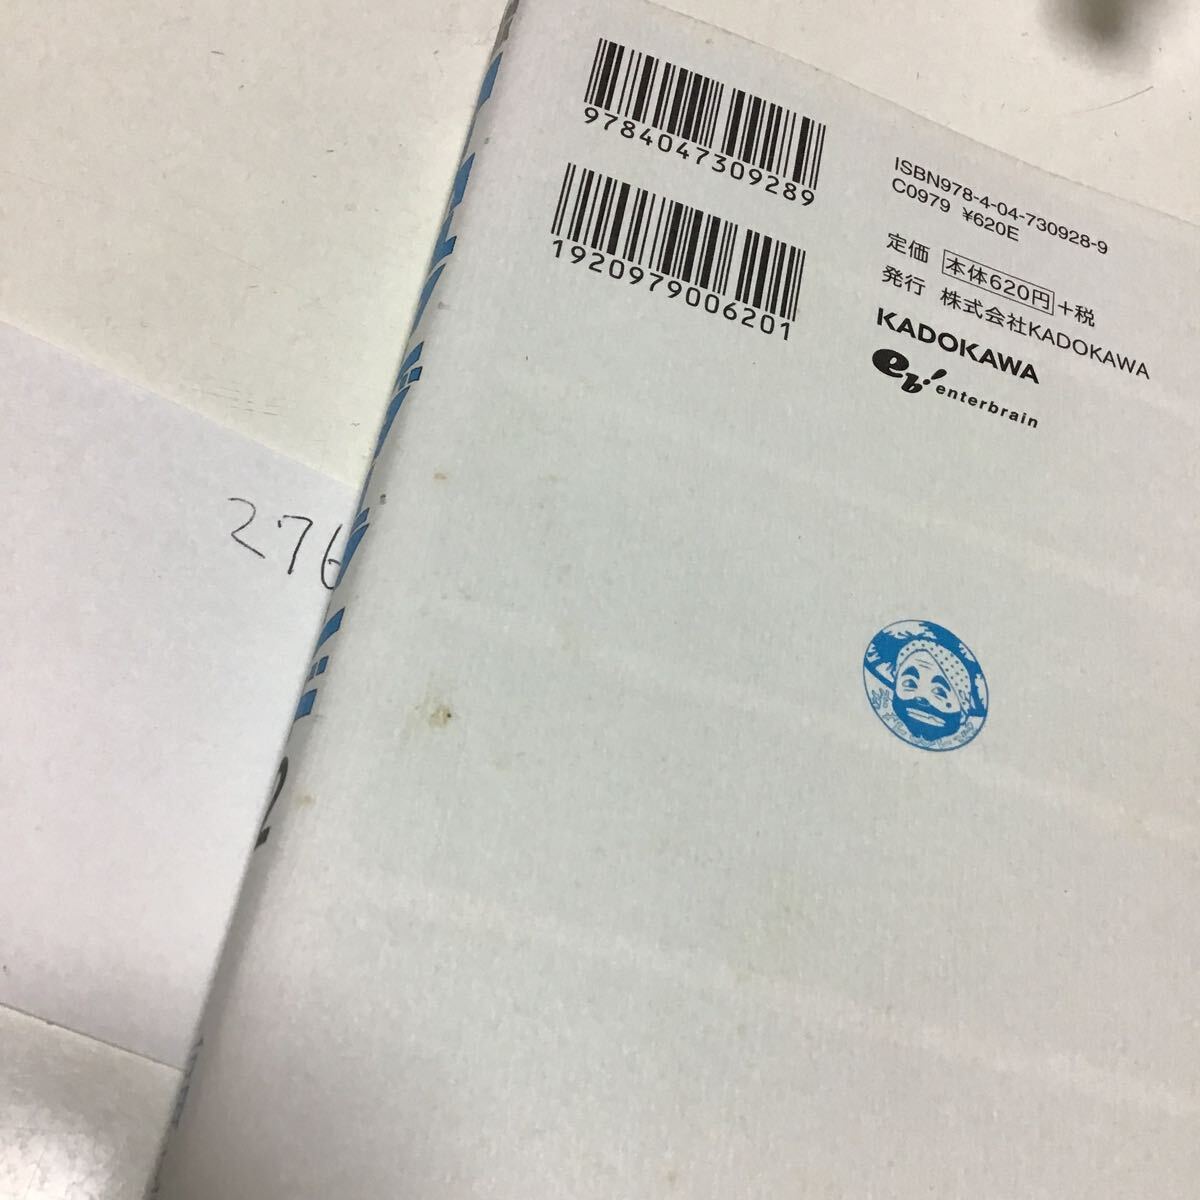 9784047309289
1920979006201
ISBN978-4-04-730928-9
C0979 ¥620E
定価 本体620円+税
発行 株式会社KADOKAWA
KADOKAWA
eb! enterbrain
276
2